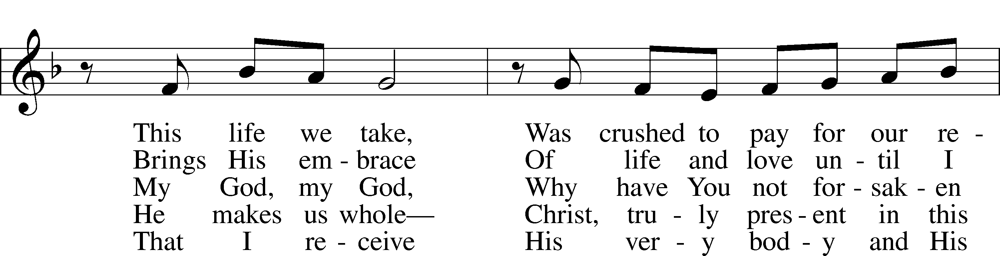 This life we take, Was crushed to pay for our re -
Brings His em - brace Of life and love un - til I
My God, my God, Why have You not for - sak - en
He makes us whole— Christ, tru - ly pres - ent in this
That I re - ceive His ver - y bod - y and His